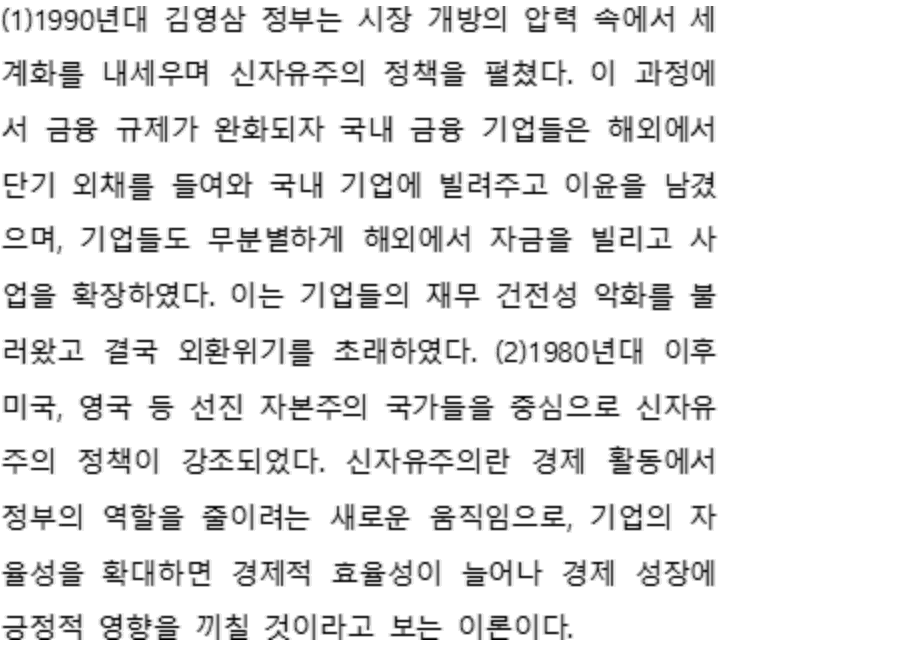 (1)1990년대 김영삼 정부는 시장 개방의 압력 속에서 세
계화를 내세우며 신자유주의 정책을 펼쳤다. 이 과정에
서 금융 규제가 완화되자 국내 금융 기업들은 해외에서
단기 외채를 들여와 국내 기업에 빌려주고 이윤을 남겼
으며, 기업들도 무분별하게 해외에서 자금을 빌리고 사
업을 확장하였다. 이는 기업들의 재무 건전성 악화를 불
러왔고 결국 외환위기를 초래하였다. (2)1980년대 이후
미국, 영국 등 선진 자본주의 국가들을 중심으로 신자유
주의 정책이 강조되었다. 신자유주의란 경제 활동에서
정부의 역할을 줄이려는 새로운 움직임으로, 기업의 자
율성을 확대하면 경제적 효율성이 늘어나 경제 성장에
긍정적 영향을 끼칠 것이라고 보는 이론이다.